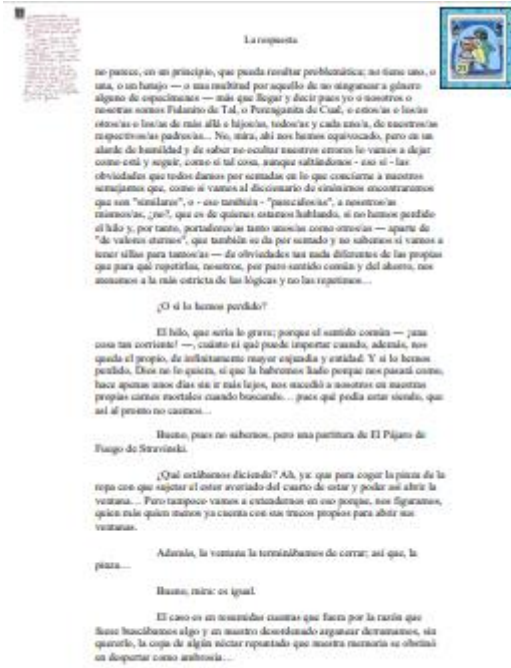 La respuesta
no parece, en un principio, que pueda resultar problemática; no tiene uno, o
una, o un hatajo — o una multitud por aquello de no ningunear a género
alguno de especímenes — más que llegar y decir pues yo o nosotros o
nosotras somos Fulanito de Tal, o Perenganita de Cual, o estos/as o los/as
otros/as o los/as de más allá e hijos/as, todos/as y cada uno/a, de nuestros/as
respectivos/as padres/as... No, mira, ahí nos hemos equivocado, pero en un
alarde de humildad y de saber no ocultar nuestros errores lo vamos a dejar
como está y seguir, como si tal cosa, aunque saltándonos - eso sí - las
obviedades que todos damos por sentadas en lo que concierne a nuestros
semejantes que, como si vamos al diccionario de sinónimos encontraremos
que son "similares", o - eso también - "parecidos/as", a nosotros/as
mismos/as, ¿no?, que es de quienes estamos hablando, si no hemos perdido
el hilo y, por tanto, portadores/as tanto unos/as como otros/as — aparte de
"de valores eternos", que también se da por sentado y no sabemos si vamos a
tener sillas para tantos/as — de obviedades tan nada diferentes de las propias
que para qué repetirlas, nosotros, por puro sentido común y del ahorro, nos
atenemos a la más estricta de las lógicas y no las repetimos...
¿O sí lo hemos perdido?
El hilo, que sería lo grave; porque el sentido común — ¡una
cosa tan corriente! —, cuánto ni qué puede importar cuando, además, nos
queda el propio, de infinitamente mayor enjundia y entidad. Y si lo hemos
perdido, Dios no lo quiera, sí que la habremos liado porque nos pasará como,
hace apenas unos días sin ir más lejos, nos sucedió a nosotros en nuestras
propias carnes mortales cuando buscando... pues qué podía estar siendo, que
así al pronto no caemos...
Bueno, pues no sabemos, pero una partitura de El Pájaro de
Fuego de Stravinski.
¿Qué estábamos diciendo? Ah, ya: que para coger la pinza de la
ropa con que sujetar el estor averiado del cuarto de estar y poder así abrir la
ventana... Pero tampoco vamos a extendernos en eso porque, nos figuramos,
quien más quien menos ya cuenta con sus trucos propios para abrir sus
ventanas.
Además, la ventana la terminábamos de cerrar; así que, la
pinza...
Bueno, mira: es igual.
El caso es en resumidas cuentas que fuera por la razón que
fuese buscábamos algo y en nuestro desordenado
derramamos, sin
quererlo, la copa de algún néctar
que nuestra memoria se obstinó
en despertar como ambrosía...